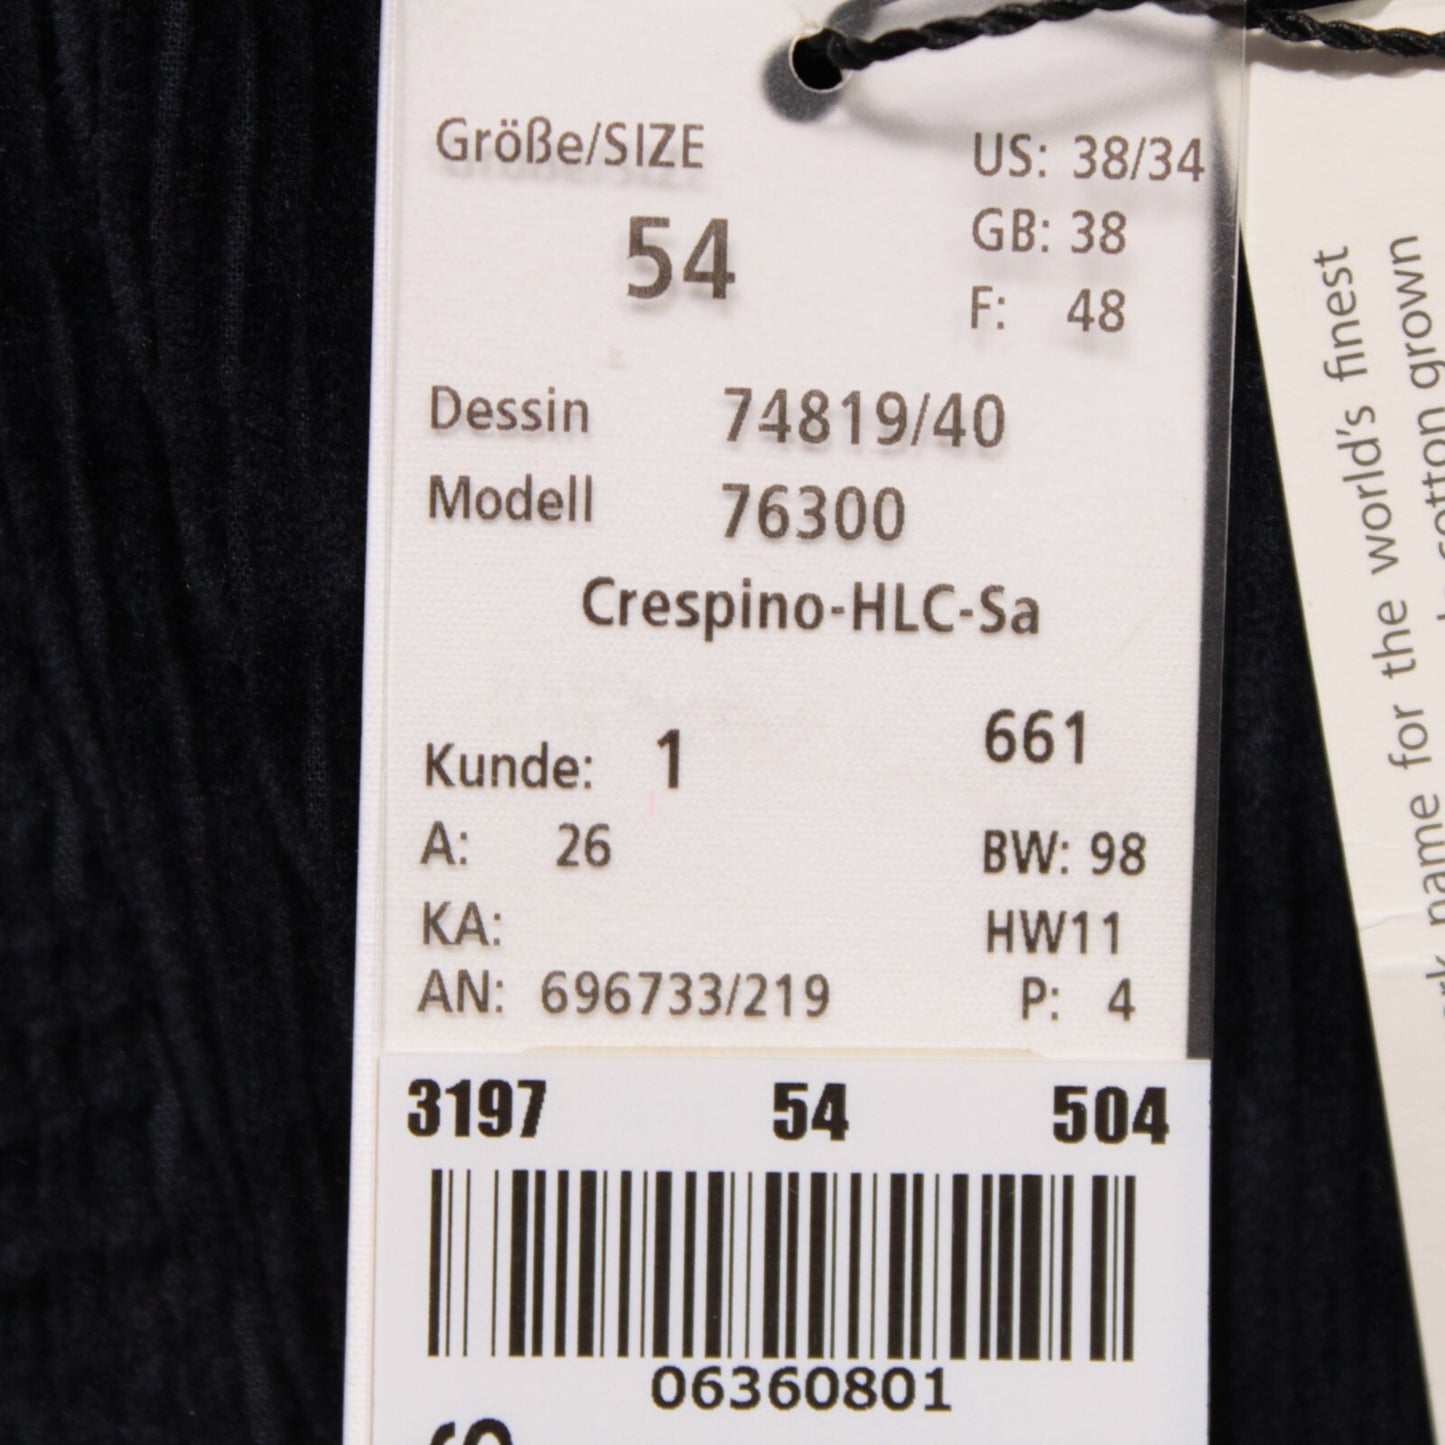 Größe/SIZE
54
US: 38/34
GB: 38
F: 48
Dessin 74819/40
Modell 76300
Crespino-HLC-Sa
Kunde: 1 661
A: 26 BW: 98
KA: HW11
AN: 696733/219 P: 4
3197 54 504
06360801
name for the world's finest
cotton grown